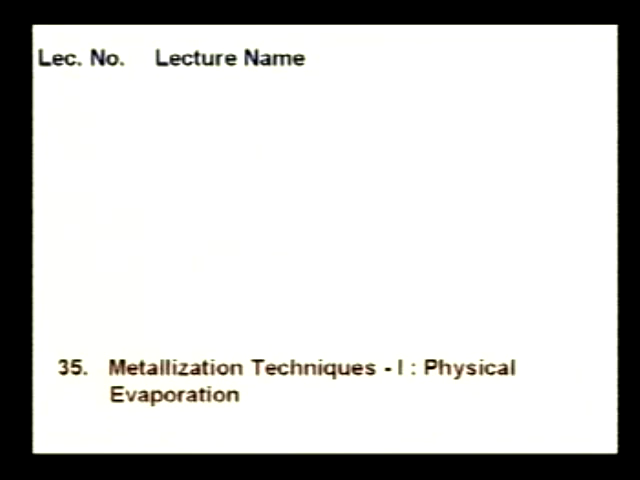 Lec. No. Lecture Name
35. Metallization Techniques - I : Physical
Evaporation